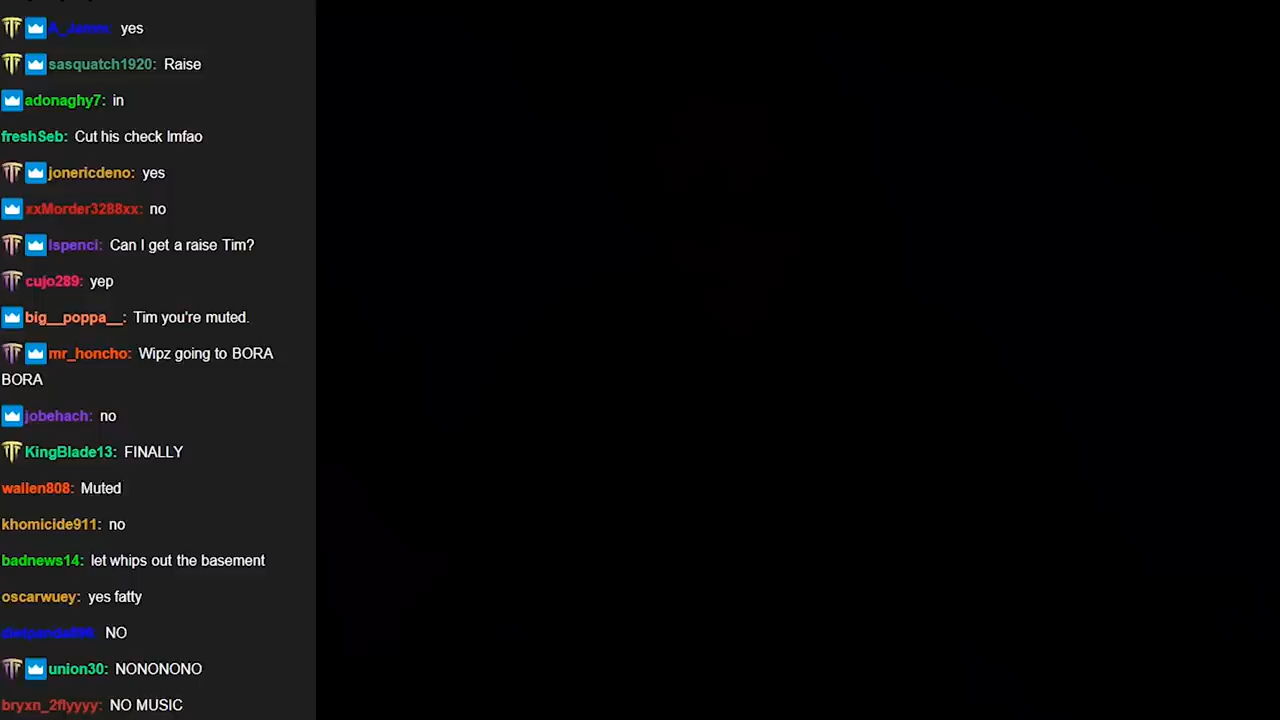 A_Jamm: yes
sasquatch1920: Raise
adonaghy7: in
freshSeb: Cut his check lmfao
jonericdeno: yes
xxMorder3288xx: no
lspenci: Can I get a raise Tim?
cujo289: yep
big__poppa__: Tim you're muted.
mr_honcho: Wipz going to BORA
BORA
jobehach: no
KingBlade13: FINALLY
wallen808: Muted
khomicide911: no
badnews14: let whips out the basement
oscarwuey: yes fatty
NO
union30: NONONONO
bryxn_2flyyyy: NO MUSIC